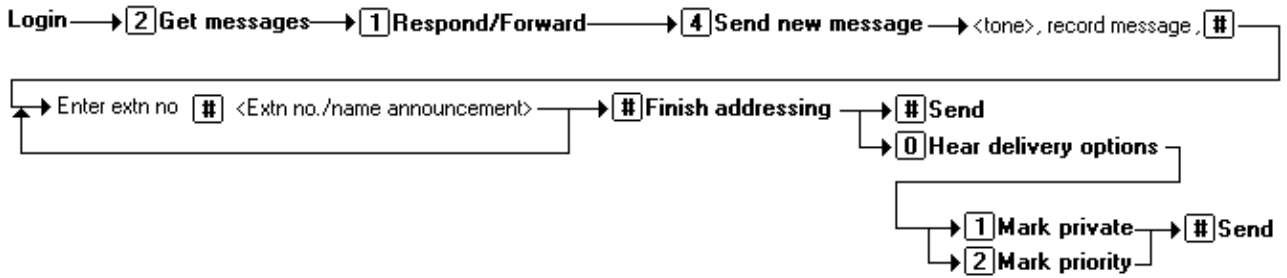 Login 2 Get messages 1 Respond/Forward 4 Send new message <tone>, record message , #
Enter extn no # <Extn no./name announcement> # Finish addressing # Send
0 Hear delivery options
1 Mark private # Send
2 Mark priority